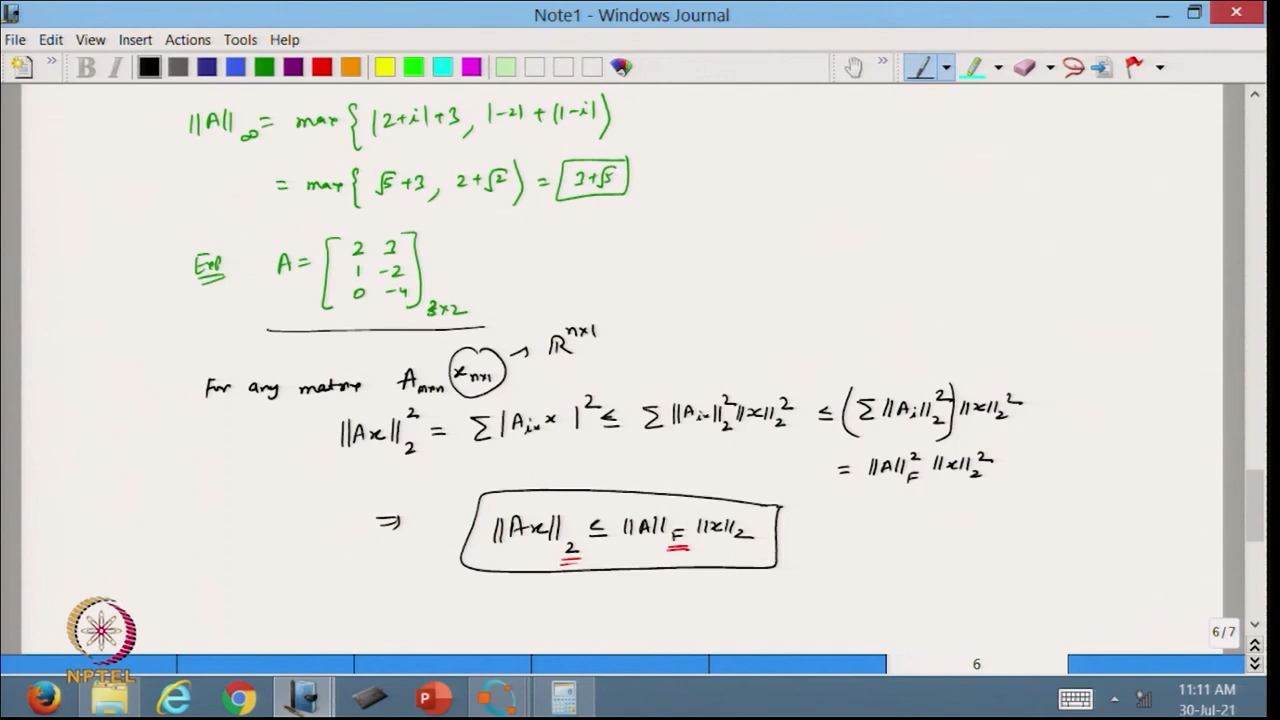 Note1 - Windows Journal
File Edit View Insert Actions Tools Help
||A||∞ = max { |2+i|+3, |-2|+|1-i| }
= max { √5+3, 2+√2 } = 3+√5
Exp A = [ 2 3
1 -2
0 -4 ] 3×2
For any matrix A m×n x n×1 → ℝ^{n×1}
||Ax||₂² = Σ |A_{i*} x|² ≤ Σ ||A_{i*}||₂² ||x||₂² ≤ (Σ ||A_i||₂²) ||x||₂²
= ||A||_F² ||x||₂²
⇒ ||Ax||₂ ≤ ||A||_F ||x||₂
6/7
NPTEL
6
11:11 AM
30-Jul-21